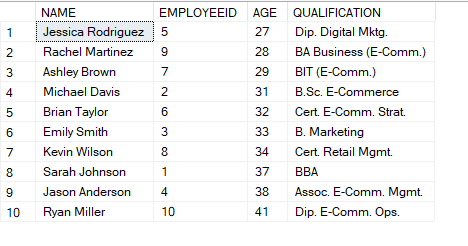 NAME EMPLOYEEID AGE QUALIFICATION
1 Jessica Rodriguez 5 27 Dip. Digital Mktg.
2 Rachel Martinez 9 28 BA Business (E-Comm.)
3 Ashley Brown 7 29 BIT (E-Comm.)
4 Michael Davis 2 31 B.Sc. E-Commerce
5 Brian Taylor 6 32 Cert. E-Comm. Strat.
6 Emily Smith 3 33 B. Marketing
7 Kevin Wilson 8 34 Cert. Retail Mgmt.
8 Sarah Johnson 1 37 BBA
9 Jason Anderson 4 38 Assoc. E-Comm. Mgmt.
10 Ryan Miller 10 41 Dip. E-Comm. Ops.